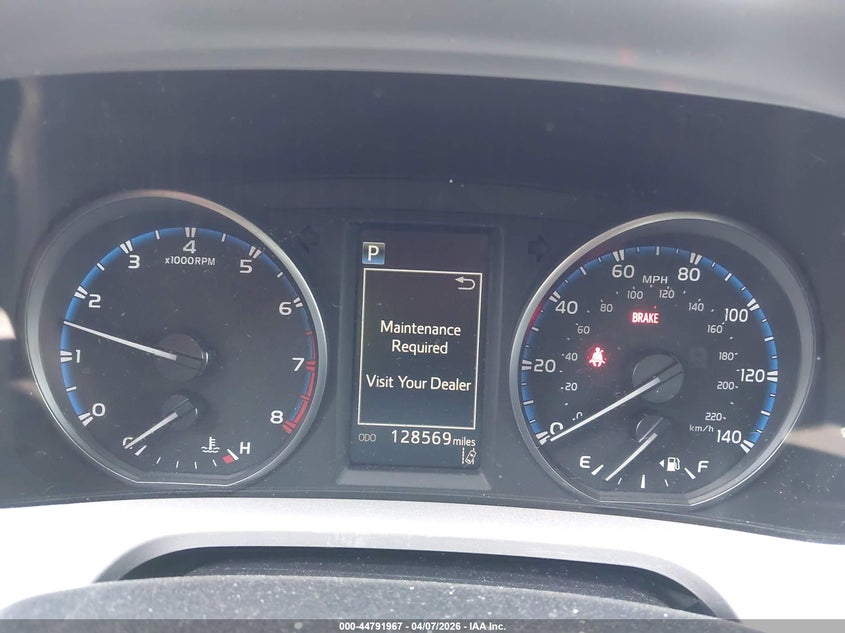 0 1 2 3 4 5 6 7 8
x1000RPM
C H
P
Maintenance
Required
Visit Your Dealer
ODO 128569 miles
0 20 40 60 80 100 120 140
MPH
0 20 40 60 80 100 120 140 160 180 200 220
km/h
BRAKE
E F
000-44791967 - 04/07/2026 - IAA Inc.